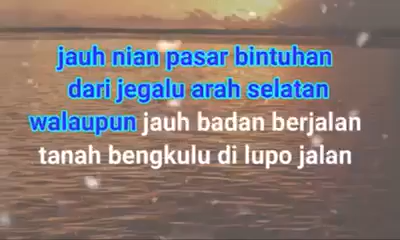 jauh nian pasar bintuhan
dari jegalu arah selatan
walaupun jauh badan berjalan
tanah bengkulu di lupo jalan